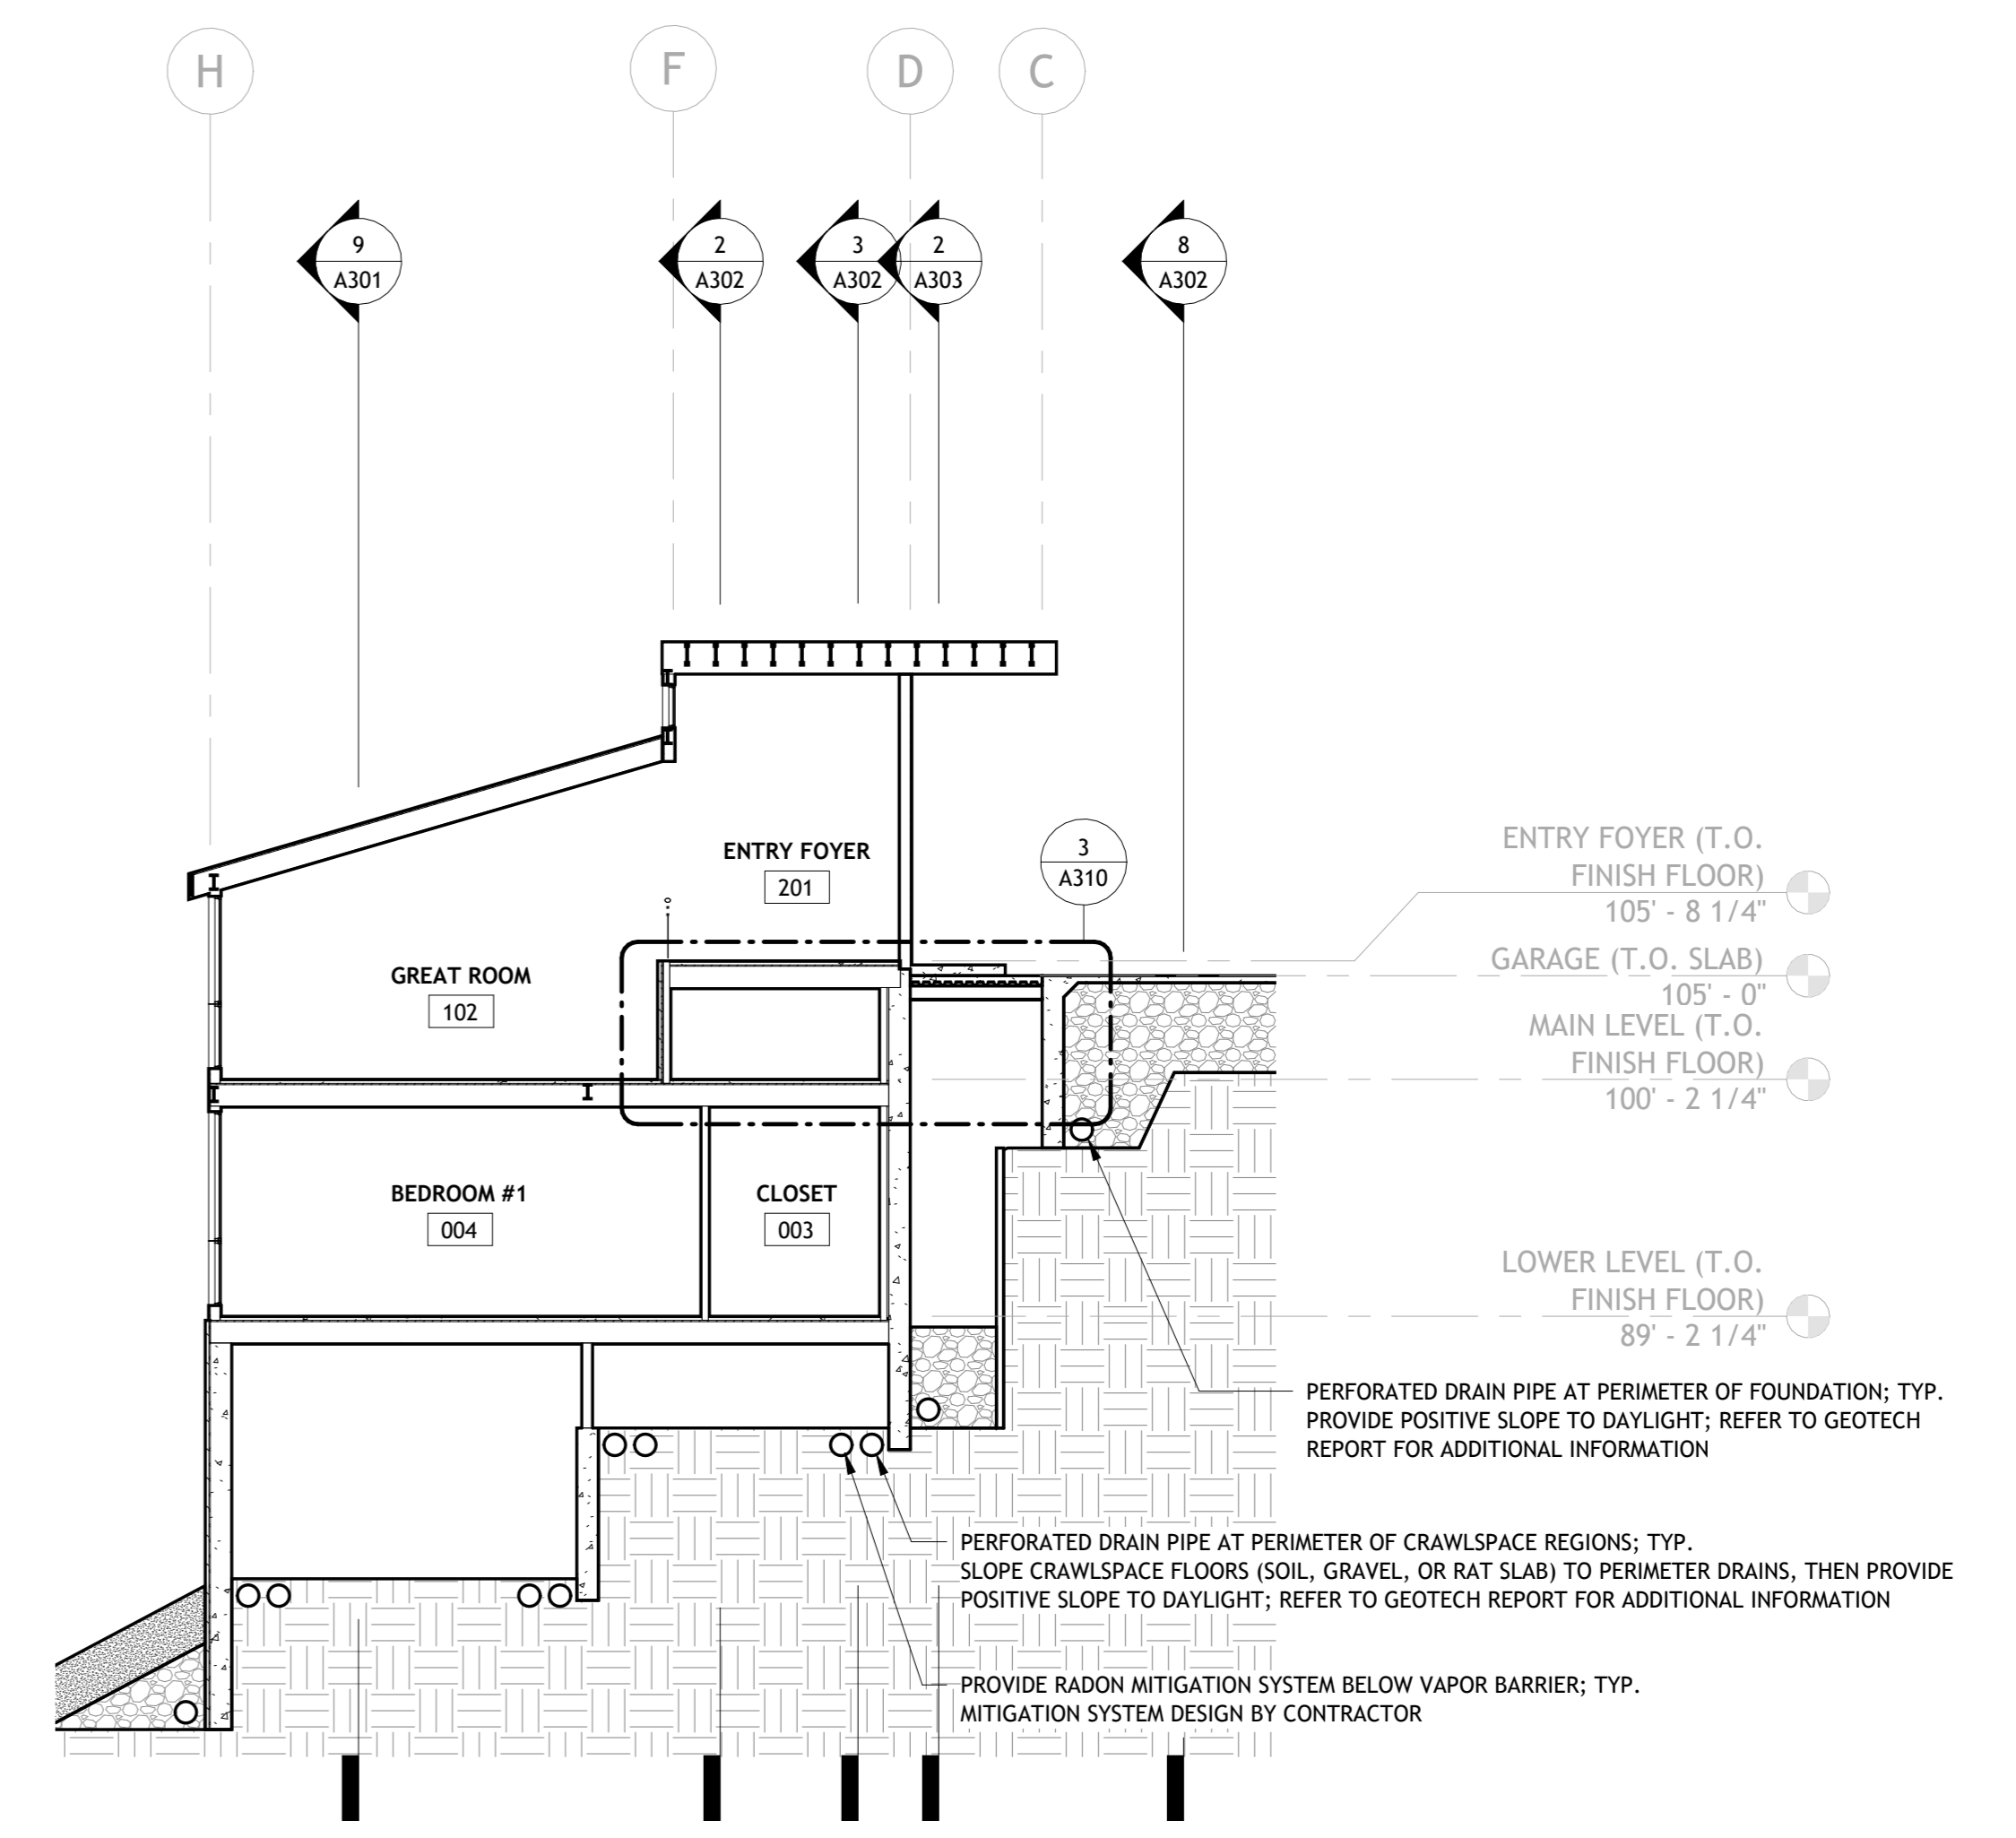 H
F
D
C
9
A301
2
A302
3
A302
2
A303
8
A302
ENTRY FOYER
201
3
A310
GREAT ROOM
102
ENTRY FOYER (T.O.
FINISH FLOOR)
105' - 8 1/4"
GARAGE (T.O. SLAB)
105' - 0"
MAIN LEVEL (T.O.
FINISH FLOOR)
100' - 2 1/4"
BEDROOM #1
004
CLOSET
003
LOWER LEVEL (T.O.
FINISH FLOOR)
89' - 2 1/4"
PERFORATED DRAIN PIPE AT PERIMETER OF FOUNDATION; TYP.
PROVIDE POSITIVE SLOPE TO DAYLIGHT; REFER TO GEOTECH
REPORT FOR ADDITIONAL INFORMATION
PERFORATED DRAIN PIPE AT PERIMETER OF CRAWLSPACE REGIONS; TYP.
SLOPE CRAWLSPACE FLOORS (SOIL, GRAVEL, OR RAT SLAB) TO PERIMETER DRAINS, THEN PROVIDE
POSITIVE SLOPE TO DAYLIGHT; REFER TO GEOTECH REPORT FOR ADDITIONAL INFORMATION
PROVIDE RADON MITIGATION SYSTEM BELOW VAPOR BARRIER; TYP.
MITIGATION SYSTEM DESIGN BY CONTRACTOR